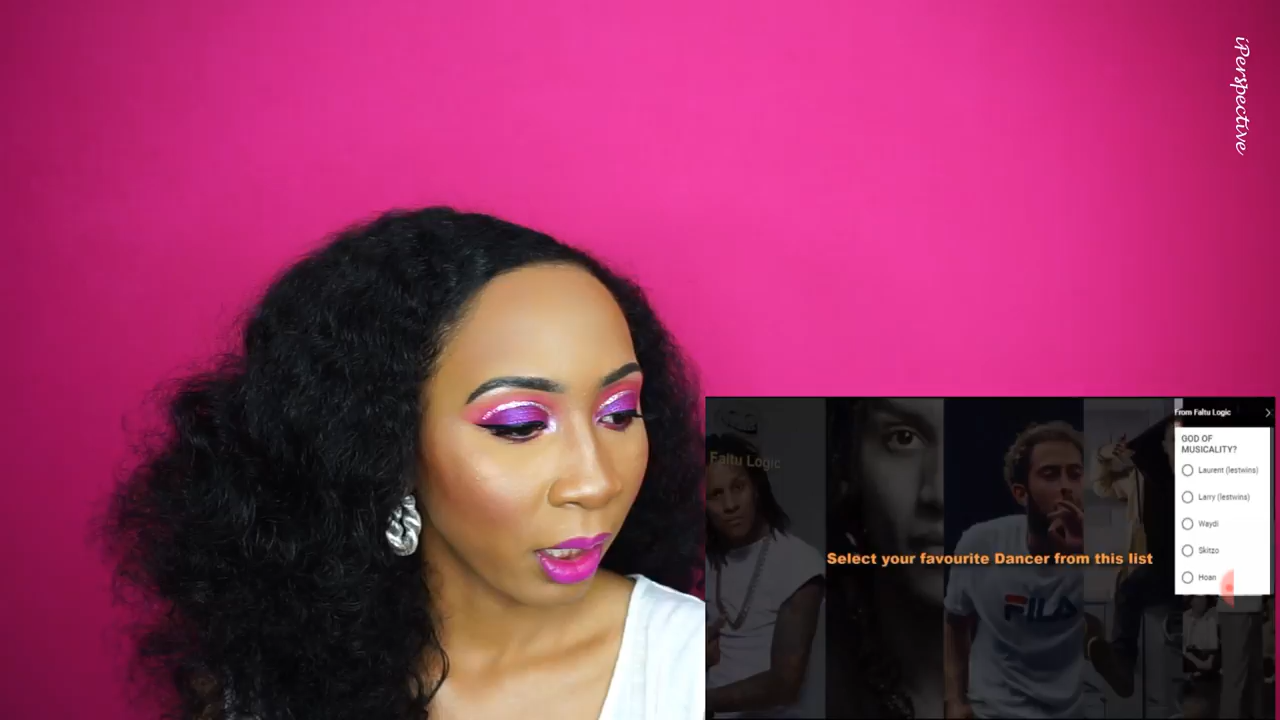 iPerspective
From Faltu Logic
GOD OF
MUSICALITY?
Faltu Logic
Laurent (lestwins)
Larry (lestwins)
Waydi
Select your favourite Dancer from this list
Skitzo
Hoan
FILA